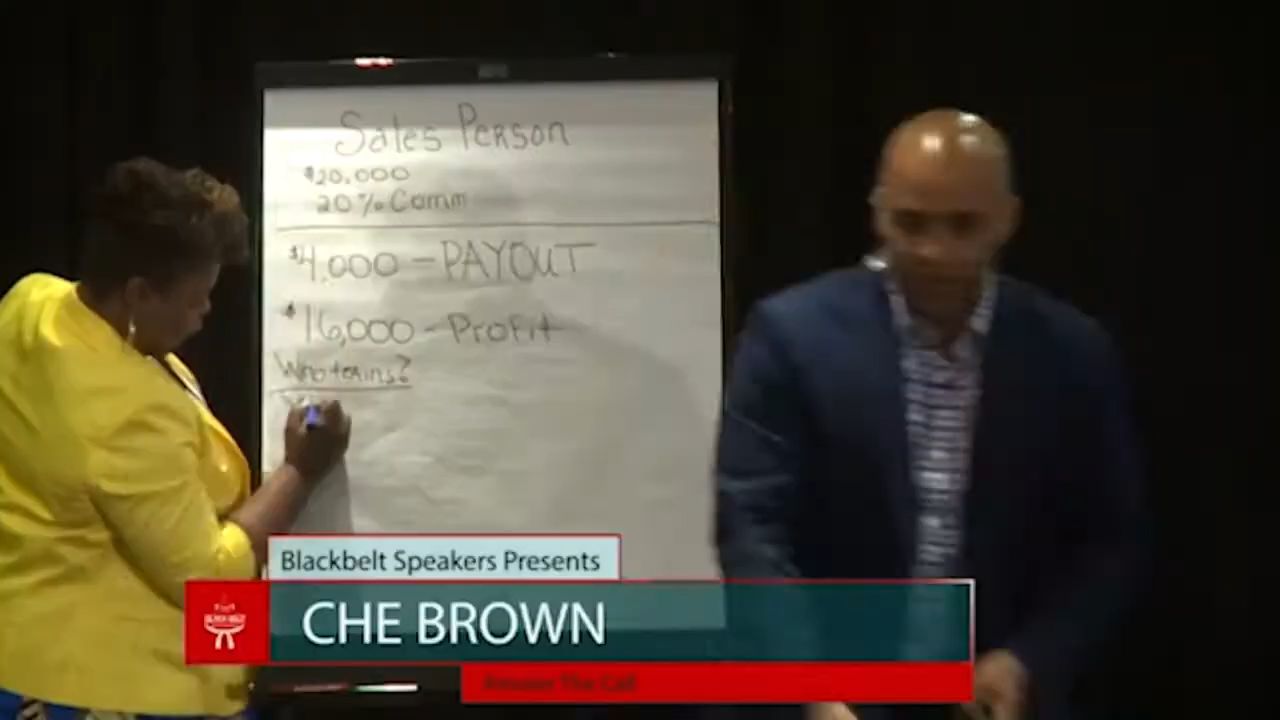 Sales Person
$20,000
20% Comm
$4,000 - PAYOUT
$16,000 - Profit
Who wins?
Blackbelt Speakers Presents
CHE BROWN
Answer The Call